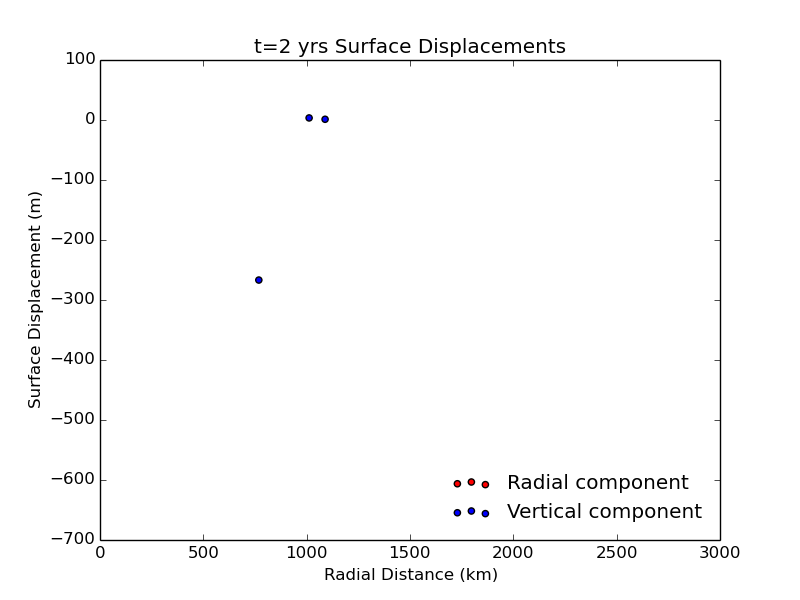 t=2 yrs Surface Displacements
100
0
−100
−200
−300
−400
−500
−600
−700
Surface Displacement (m)
Radial component
Vertical component
0 500 1000 1500 2000 2500 3000
Radial Distance (km)